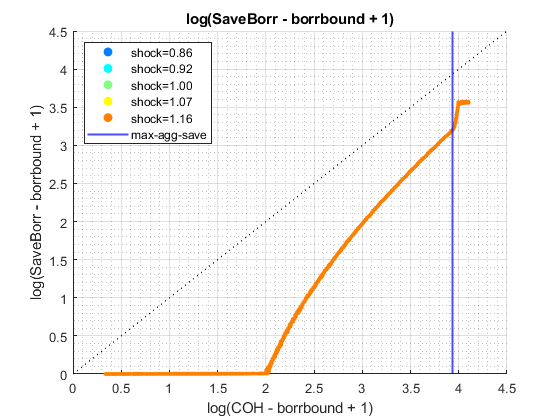 log(SaveBorr - borrbound + 1)
4.5
4
3.5
3
2.5
2
1.5
1
0.5
0
log(SaveBorr - borrbound + 1)
shock=0.86
shock=0.92
shock=1.00
shock=1.07
shock=1.16
max-agg-save
0 0.5 1 1.5 2 2.5 3 3.5 4 4.5
log(COH - borrbound + 1)